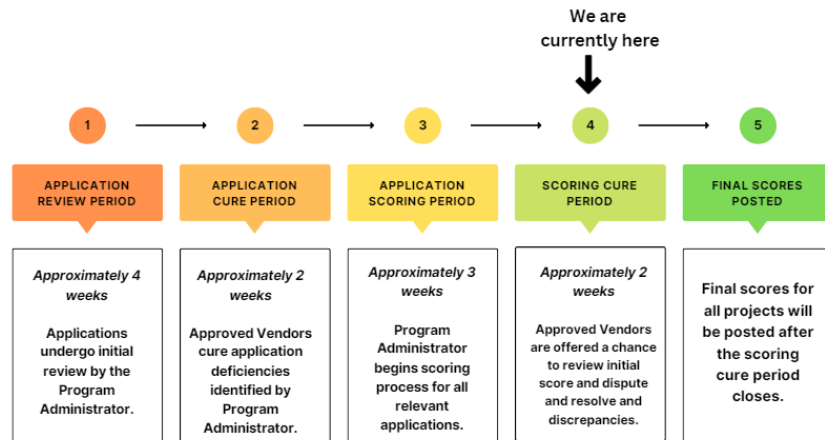 We are
currently here
1
2
3
4
5
APPLICATION
REVIEW PERIOD
APPLICATION
CURE PERIOD
APPLICATION
SCORING PERIOD
SCORING CURE
PERIOD
FINAL SCORES
POSTED
Approximately 4
weeks
Applications
undergo initial
review by the
Program
Administrator.
Approximately 2
weeks
Approved Vendors
cure application
deficiencies
identified by
Program
Administrator.
Approximately 3
weeks
Program
Administrator
begins scoring
process for all
relevant
applications.
Approximately 2
weeks
Approved Vendors
are offered a chance
to review initial
score and dispute
and resolve and
discrepancies.
Final scores for
all projects will
be posted after
the scoring
cure period
closes.